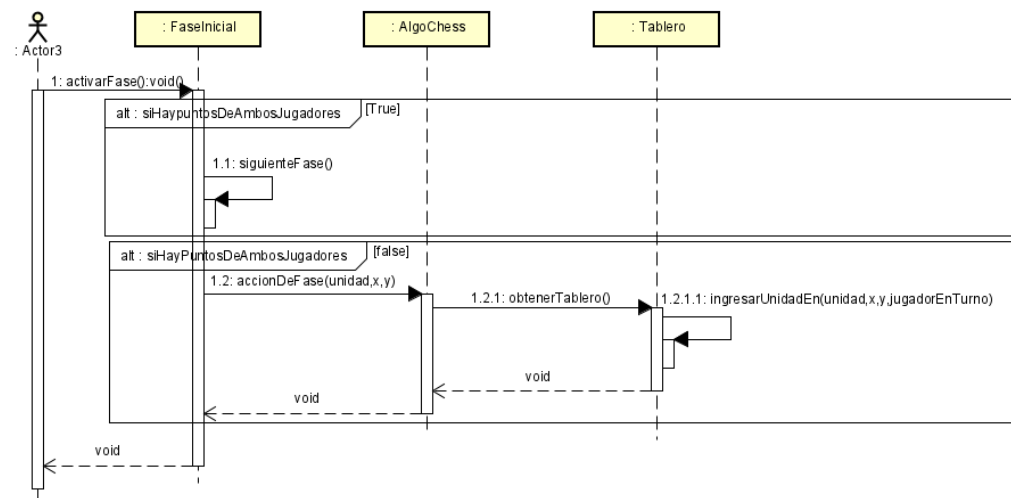 : Actor3
: FaseInicial
: AlgoChess
: Tablero
1: activarFase():void()
alt : siHaypuntosDeAmbosJugadores
[True]
1.1: siguienteFase()
alt : siHayPuntosDeAmbosJugadores
[false]
1.2: accionDeFase(unidad,x,y)
1.2.1: obtenerTablero()
1.2.1.1: ingresarUnidadEn(unidad,x,y,jugadorEnTurno)
void
void
void